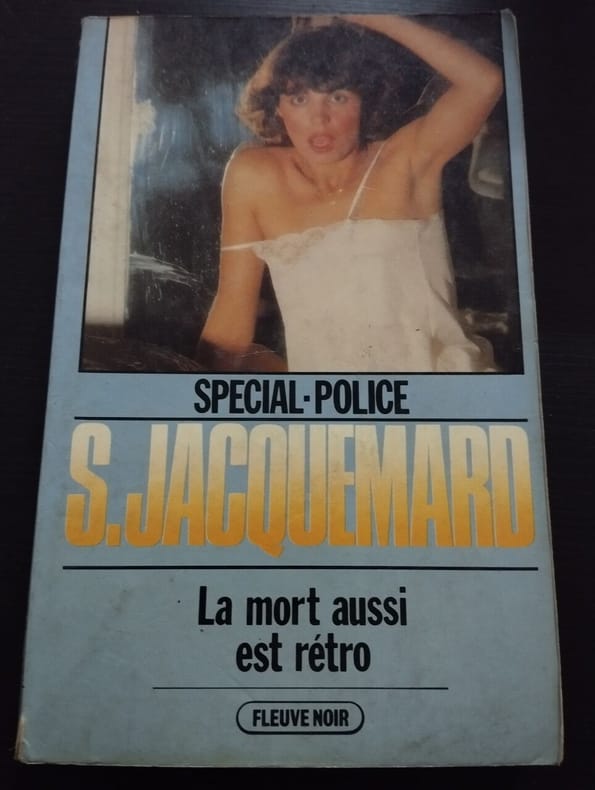 SPECIAL-POLICE
S.JACQUEMARD
La mort aussi
est rétro
FLEUVE NOIR